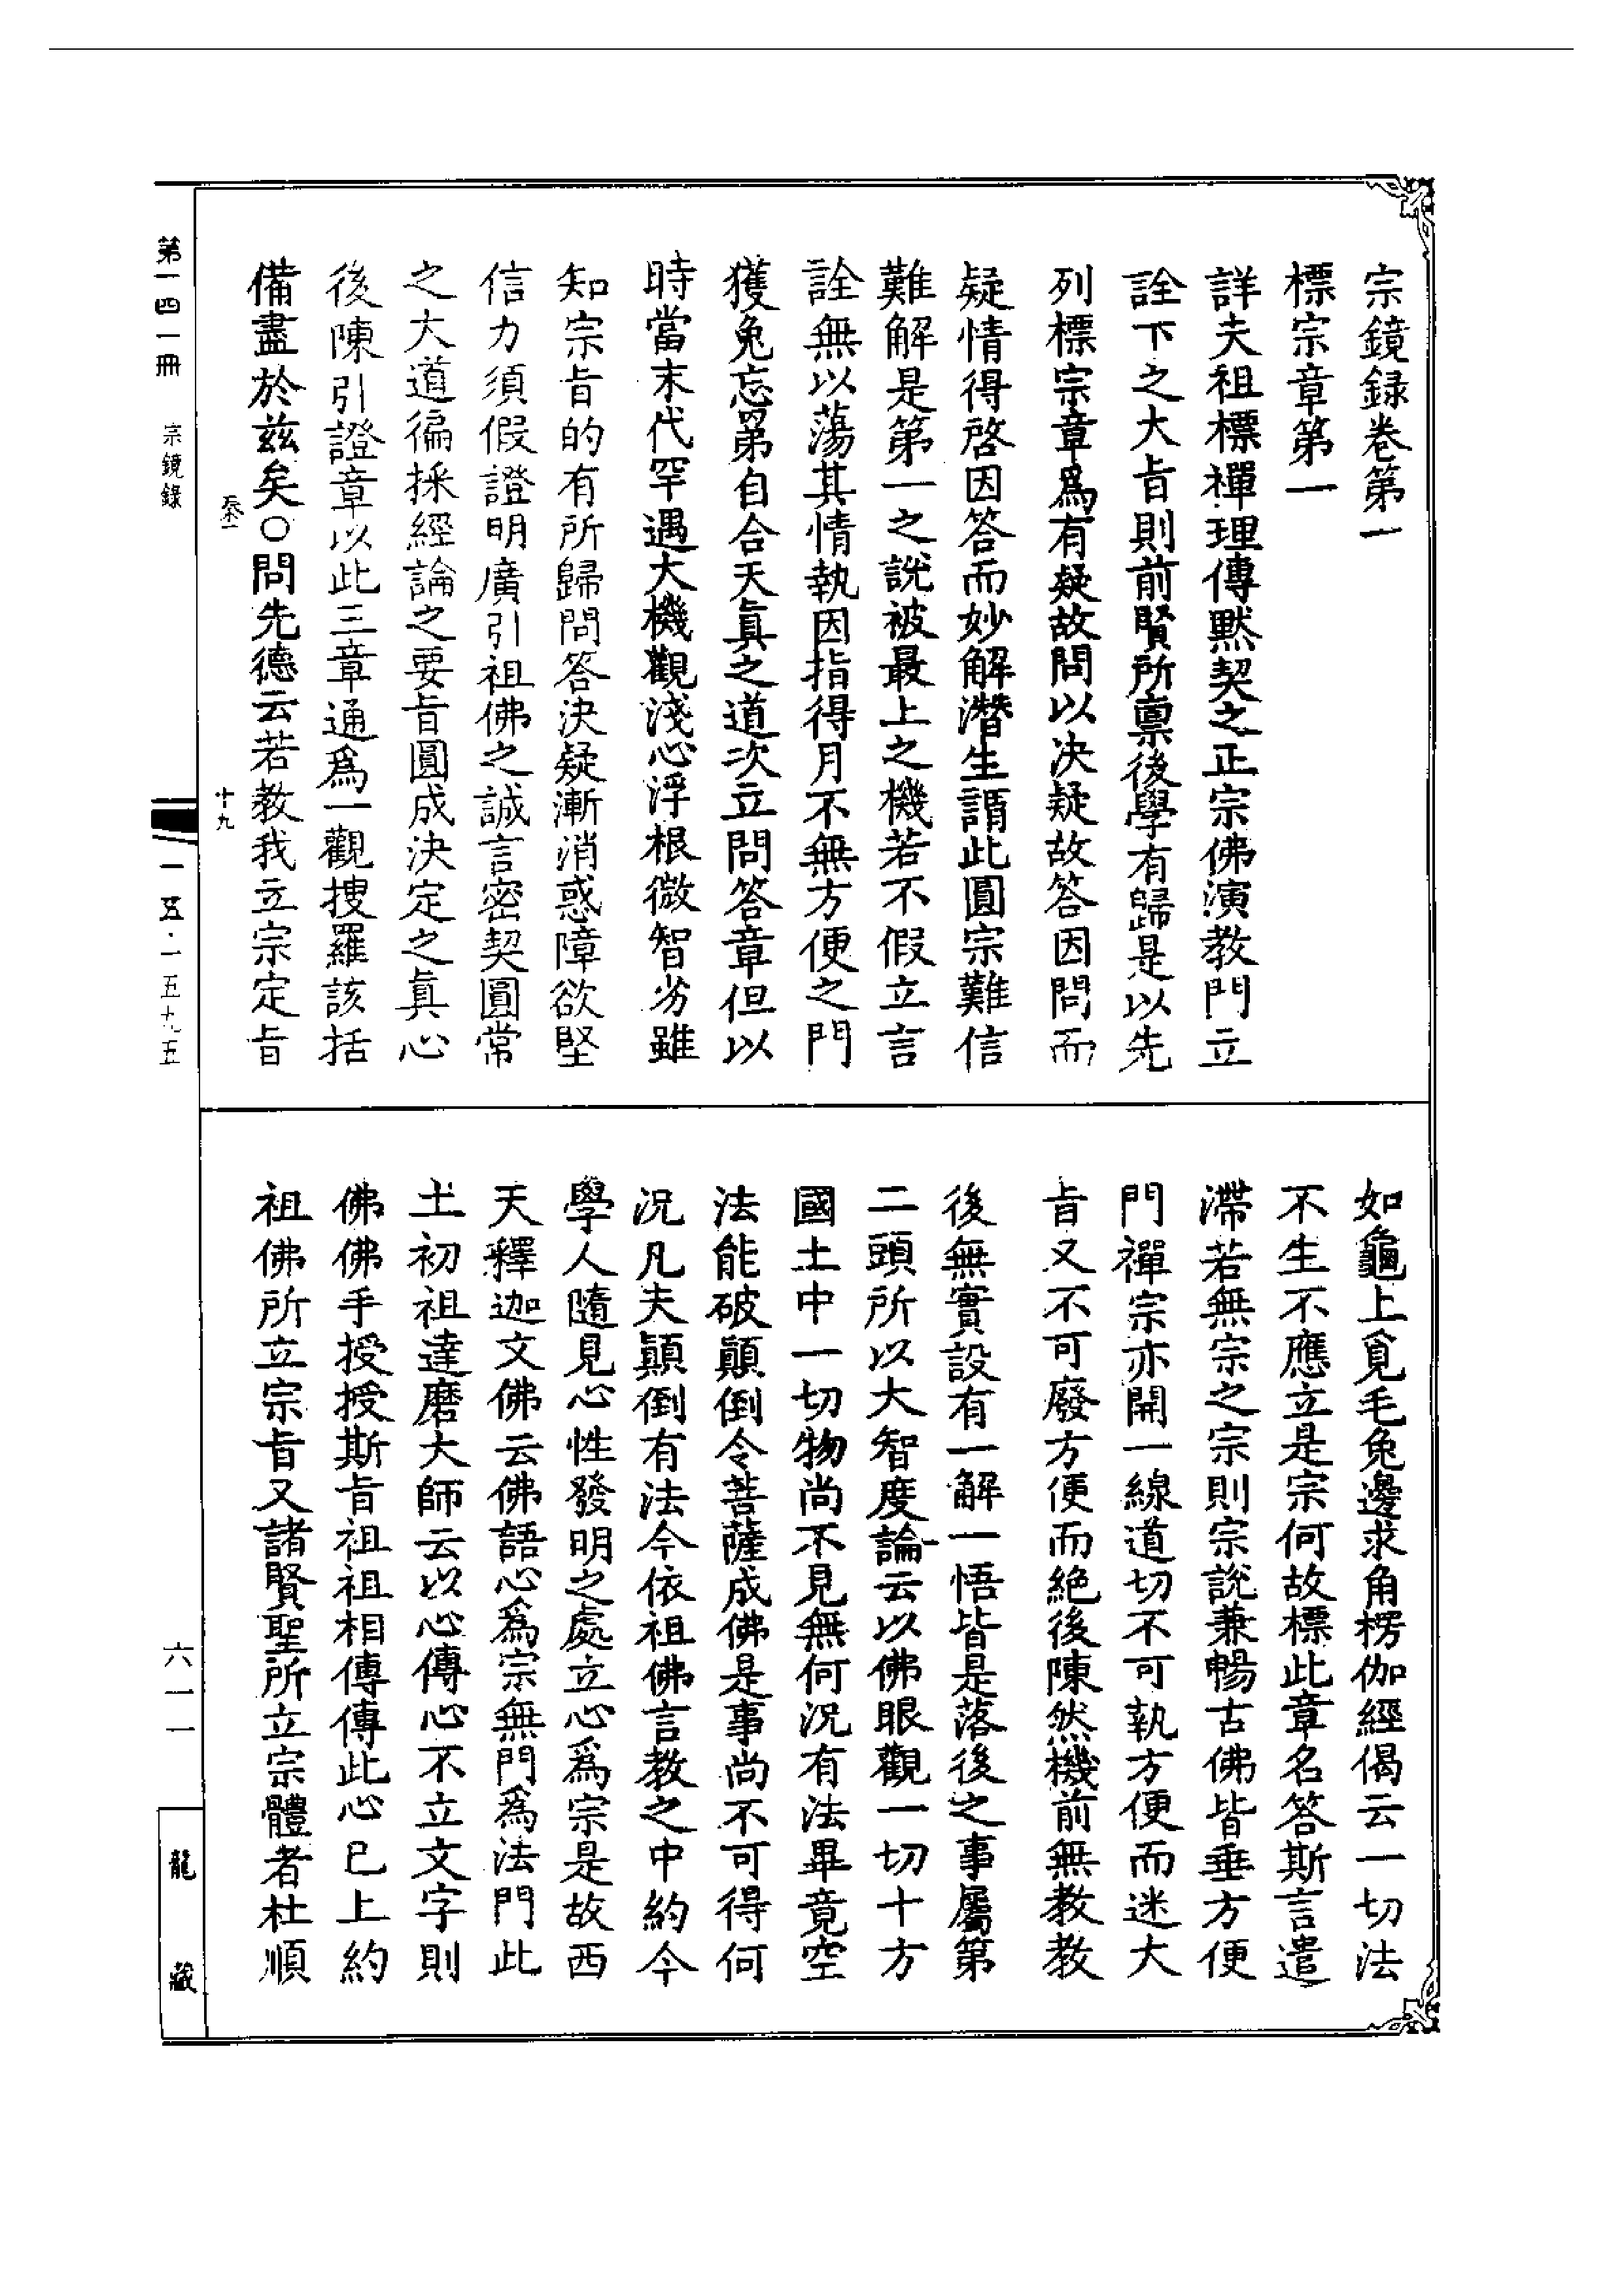 宗鏡録卷第一
標宗章第一
詳夫祖標禪理傳黙契之正宗佛演教門立
詮下之大㫖則前賢所禀後學有歸是以先
列標宗章爲有疑故問以决疑故答因問而
疑情得啓因答而妙解潛生謂此圓宗難信
難解是第一之說被最上之機若不假立言
詮無以蕩其情執因指得月不無方便之門
獲兔忘罤自合天真之道次立問答章但以
時當末代罕遇大機觀淺心浮根微智劣雖
知宗㫖的有所歸問答決疑漸消惑障欲堅
信力須假證明廣引祖佛之誠言密契圓常
之大道徧採經論之要㫖圓成決定之真心
後陳引證章以此三章通爲一觀搜羅該括
備盡於兹矣○問先德云若教我立宗定㫖
如龜上覓毛兔邊求角楞伽經偈云一切法
不生不應立是宗何故標此章名答斯言遣
滯若無宗之宗則宗說兼暢古佛皆垂方便
門禪宗亦開一線道切不可執方便而迷大
㫖又不可廢方便而絶後陳然機前無教教
後無實設有一解一悟皆是落後之事屬第
二頭所以大智度論云以佛眼觀一切十方
國土中一切物尚不見無何況有法畢竟空
法能破顛倒令菩薩成佛是事尚不可得何
況凡夫顛倒有法今依祖佛言教之中約今
學人隨見心性發明之處立心爲宗是故西
天釋迦文佛云佛語心爲宗無門爲法門此
土初祖達磨大師云以心傳心不立文字則
佛佛手授授斯㫖祖祖相傳傳此心已上約
祖佛所立宗㫖又諸賢聖所立宗體者杜順
第一四一冊
宗鏡錄
十九
一五·一五九五
六一一
龍藏